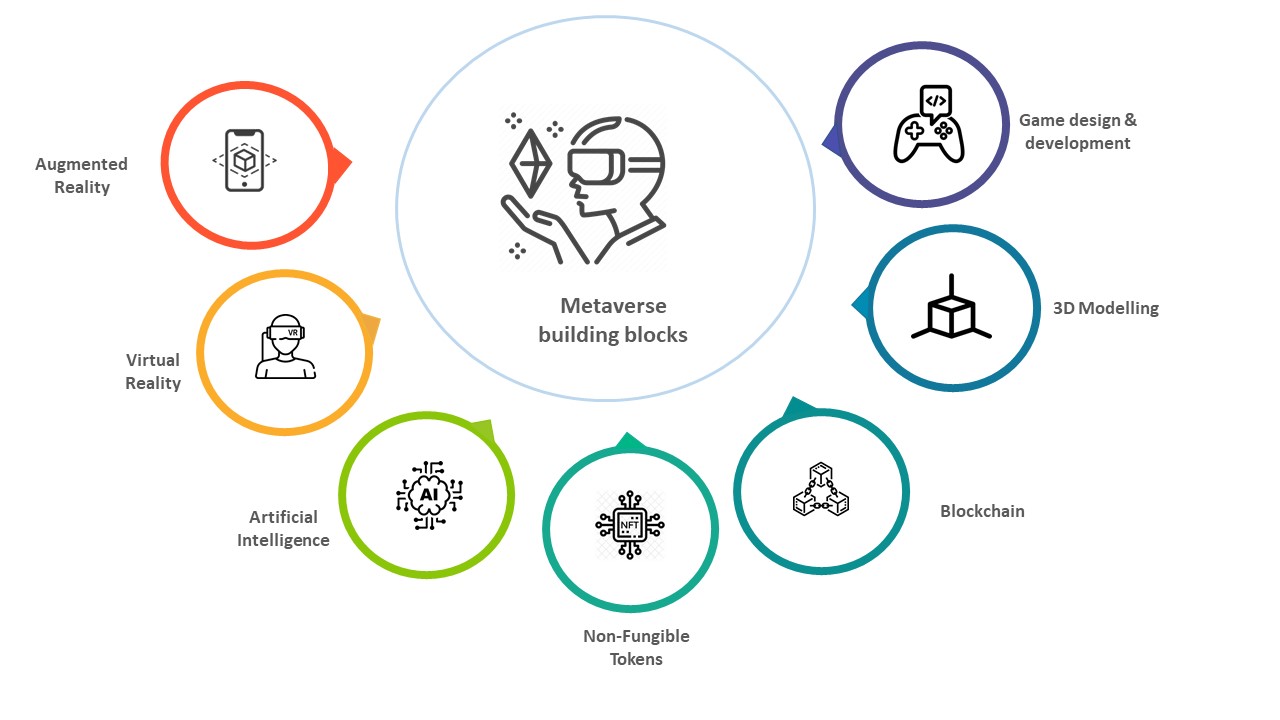 Metaverse
building blocks
Augmented
Reality
Virtual
Reality
VR
Artificial
Intelligence
AI
Non-Fungible
Tokens
NFT
Blockchain
3D Modelling
Game design &
development
</>